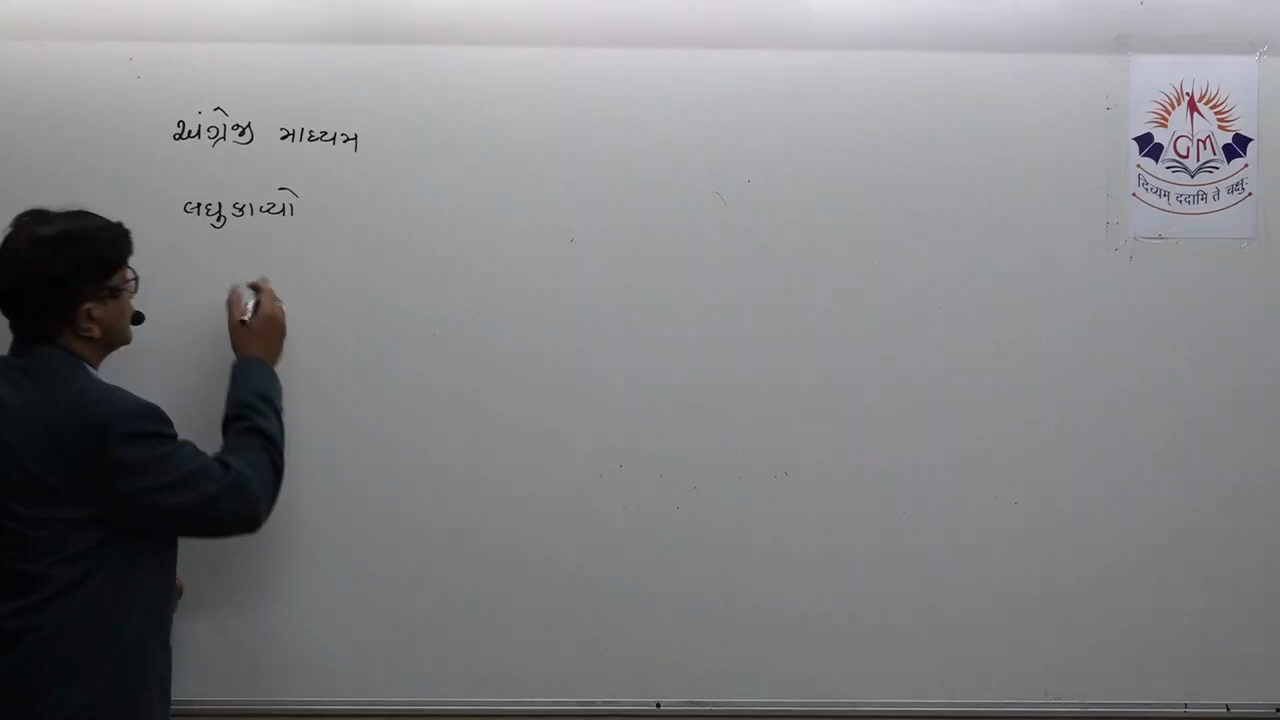 અંગ્રેજી માધ્યમ
લઘુકાવ્યો
GM
दिव्यम् ददामि ते चक्षुः